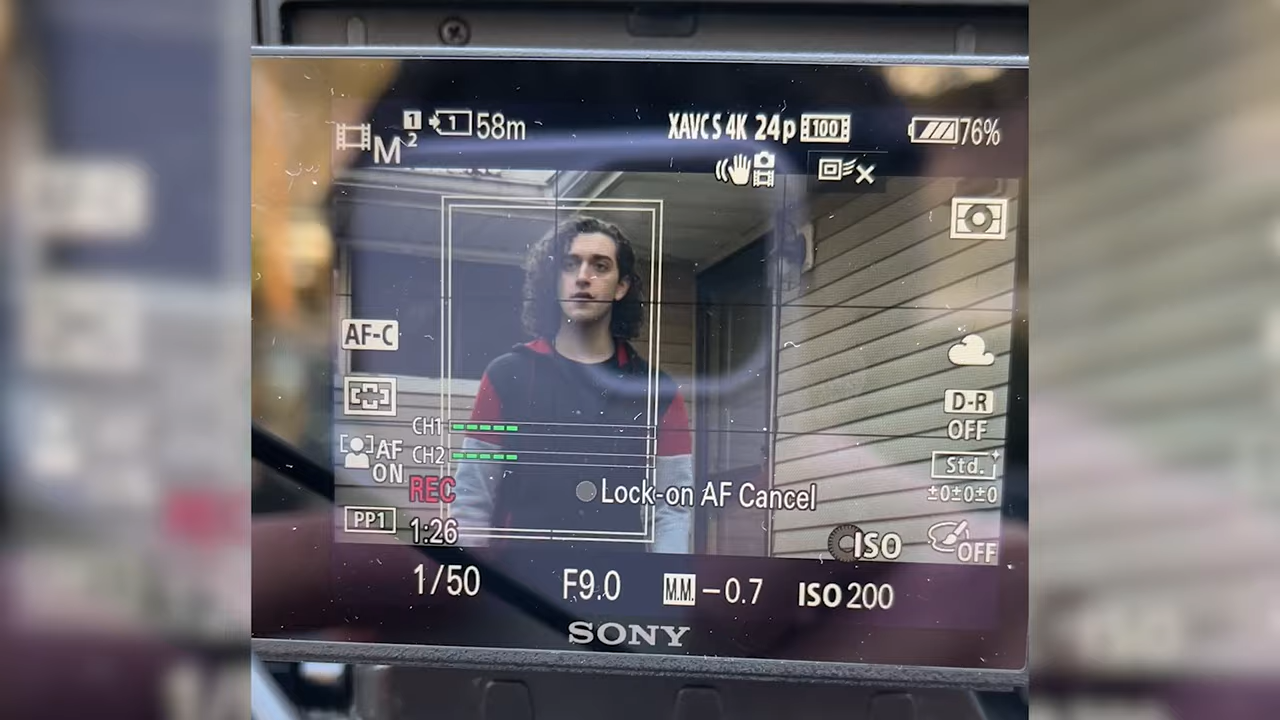 M 1 2 1 58m XAVC S 4K 24p 100 76%
AF-C
D-R
OFF
CH1
AF ON CH2
Std.
±0±0±0
REC Lock-on AF Cancel
PP1 1:26 ISO OFF
1/50 F9.0 M.M. −0.7 ISO 200
SONY